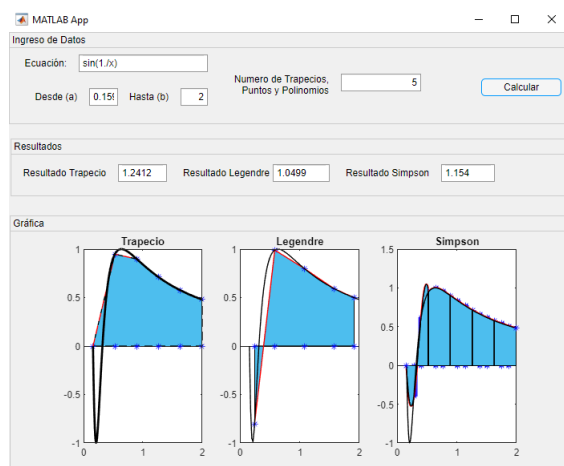 MATLAB App
Ingreso de Datos
Ecuación: sin(1./x)
Numero de Trapecios, Puntos y Polinomios 5
Calcular
Desde (a) 0.159 Hasta (b) 2
Resultados
Resultado Trapecio 1.2412 Resultado Legendre 1.0499 Resultado Simpson 1.154
Gráfica
Trapecio
1
0.5
0
-0.5
-1
0 1 2
Legendre
1
0.5
0
-0.5
-1
0 1 2
Simpson
1.5
1
0.5
0
-0.5
-1
0 1 2